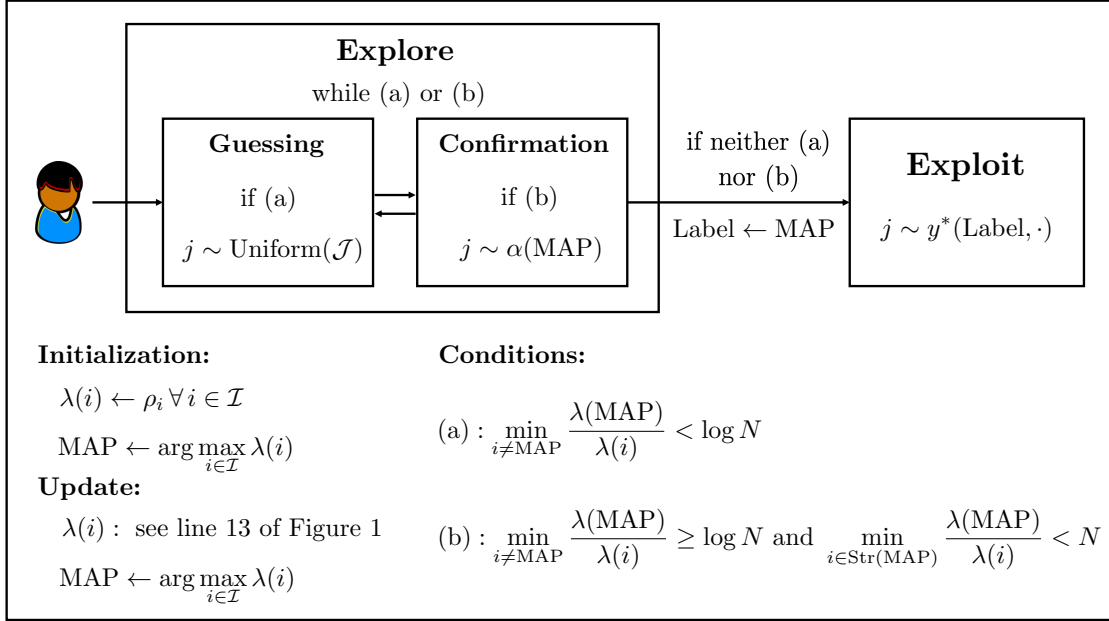 Explore
while (a) or (b)
Guessing
if (a)
j ∼ Uniform(𝒥)
Confirmation
if (b)
j ∼ α(MAP)
if neither (a)
nor (b)
Label ← MAP
Exploit
j ∼ y*(Label, ·)
Initialization:
λ(i) ← ρ_i ∀ i ∈ ℐ
MAP ← arg max_{i∈ℐ} λ(i)
Update:
λ(i) : see line 13 of Figure 1
MAP ← arg max_{i∈ℐ} λ(i)
Conditions:
(a) : min_{i≠MAP} λ(MAP)/λ(i) < log N
(b) : min_{i≠MAP} λ(MAP)/λ(i) ≥ log N and min_{i∈Str(MAP)} λ(MAP)/λ(i) < N